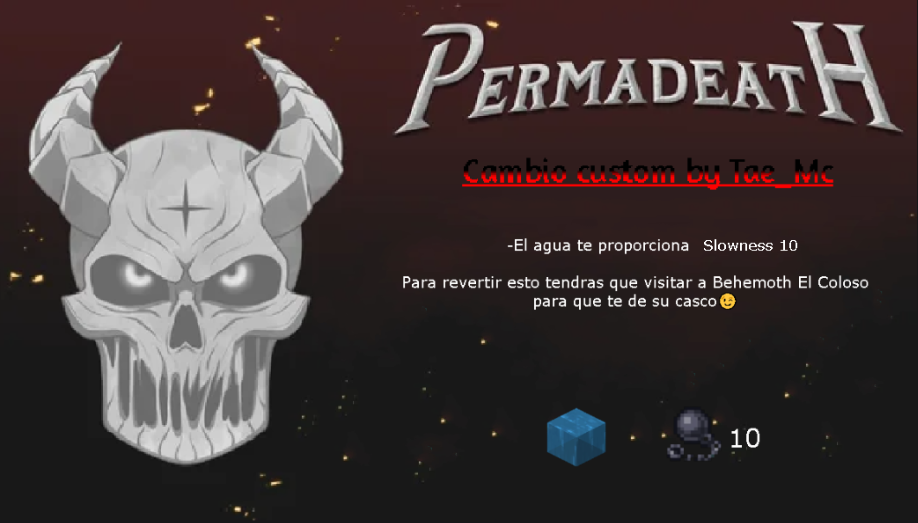 PERMADEATH
Cambio custom by Tae_Mc
-El agua te proporciona Slowness 10
Para revertir esto tendras que visitar a Behemoth El Coloso
para que te de su casco😉
10